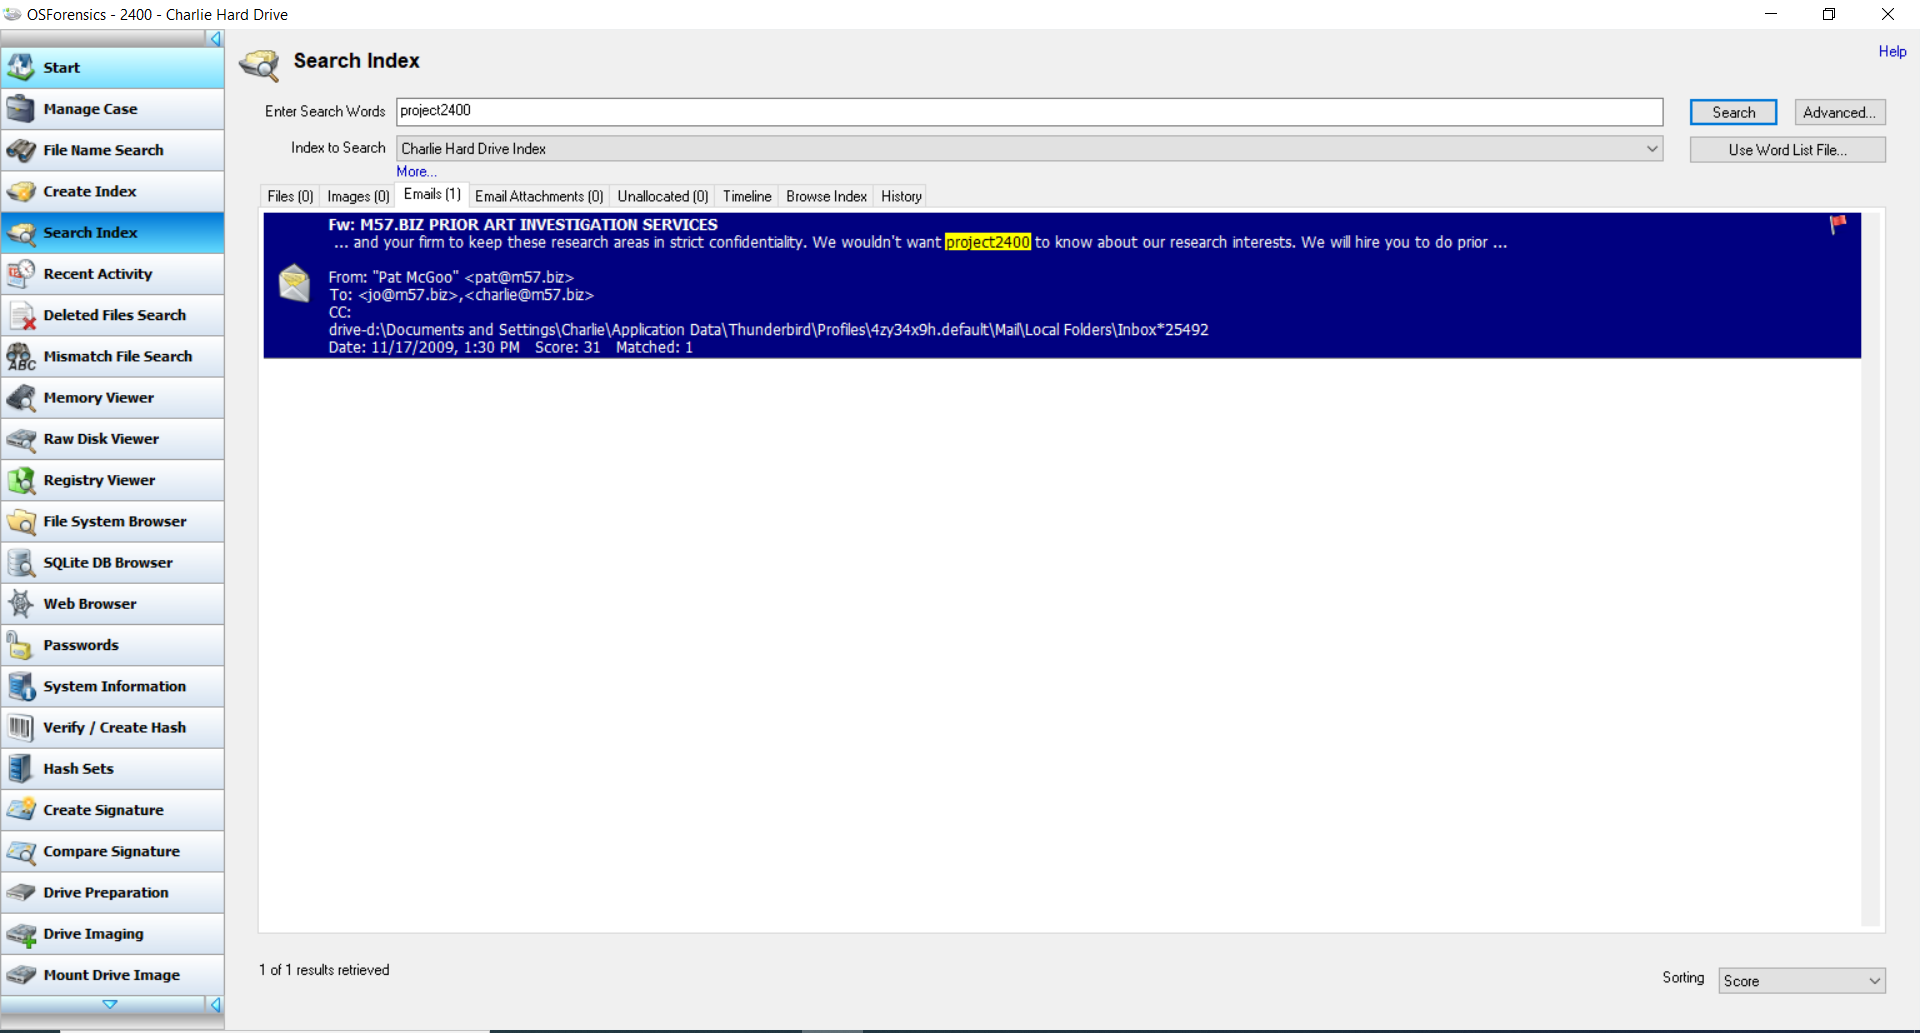 OSForensics - 2400 - Charlie Hard Drive
Start
Manage Case
File Name Search
Create Index
Search Index
Recent Activity
Deleted Files Search
Mismatch File Search
Memory Viewer
Raw Disk Viewer
Registry Viewer
File System Browser
SQLite DB Browser
Web Browser
Passwords
System Information
Verify / Create Hash
Hash Sets
Create Signature
Compare Signature
Drive Preparation
Drive Imaging
Mount Drive Image
Search Index
Help
Enter Search Words project2400 Search Advanced...
Index to Search Charlie Hard Drive Index Use Word List File...
More...
Files (0) Images (0) Emails (1) Email Attachments (0) Unallocated (0) Timeline Browse Index History
Fw: M57.BIZ PRIOR ART INVESTIGATION SERVICES
... and your firm to keep these research areas in strict confidentiality. We wouldn't want project2400 to know about our research interests. We will hire you to do prior ...
From: "Pat McGoo" <pat@m57.biz>
To: <jo@m57.biz>,<charlie@m57.biz>
CC:
drive-d:\Documents and Settings\Charlie\Application Data\Thunderbird\Profiles\4zy34x9h.default\Mail\Local Folders\Inbox*25492
Date: 11/17/2009, 1:30 PM Score: 31 Matched: 1
1 of 1 results retrieved
Sorting Score